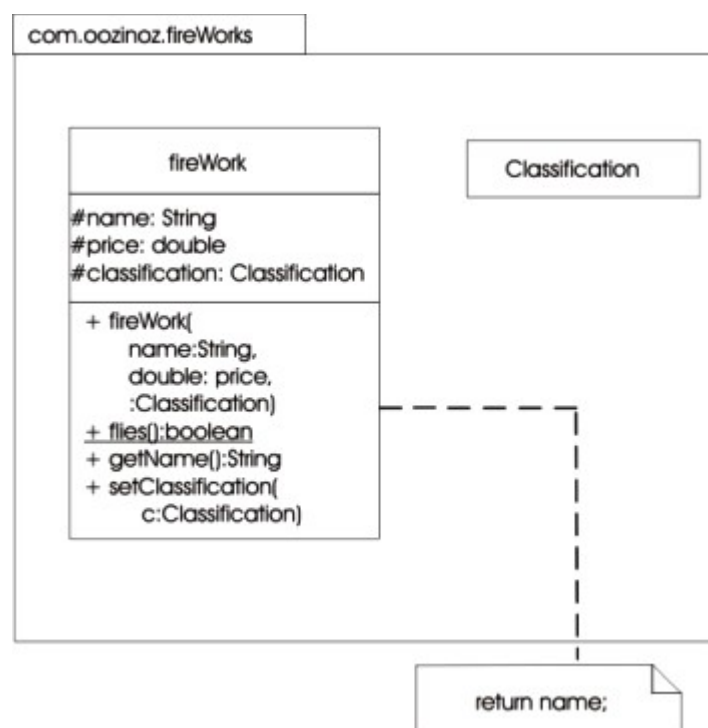 com.oozinoz.fireWorks
fireWork
#name: String
#price: double
#classification: Classification
+ fireWork(
name:String,
double: price,
:Classification)
+ flies():boolean
+ getName():String
+ setClassification(
c:Classification)
Classification
return name;